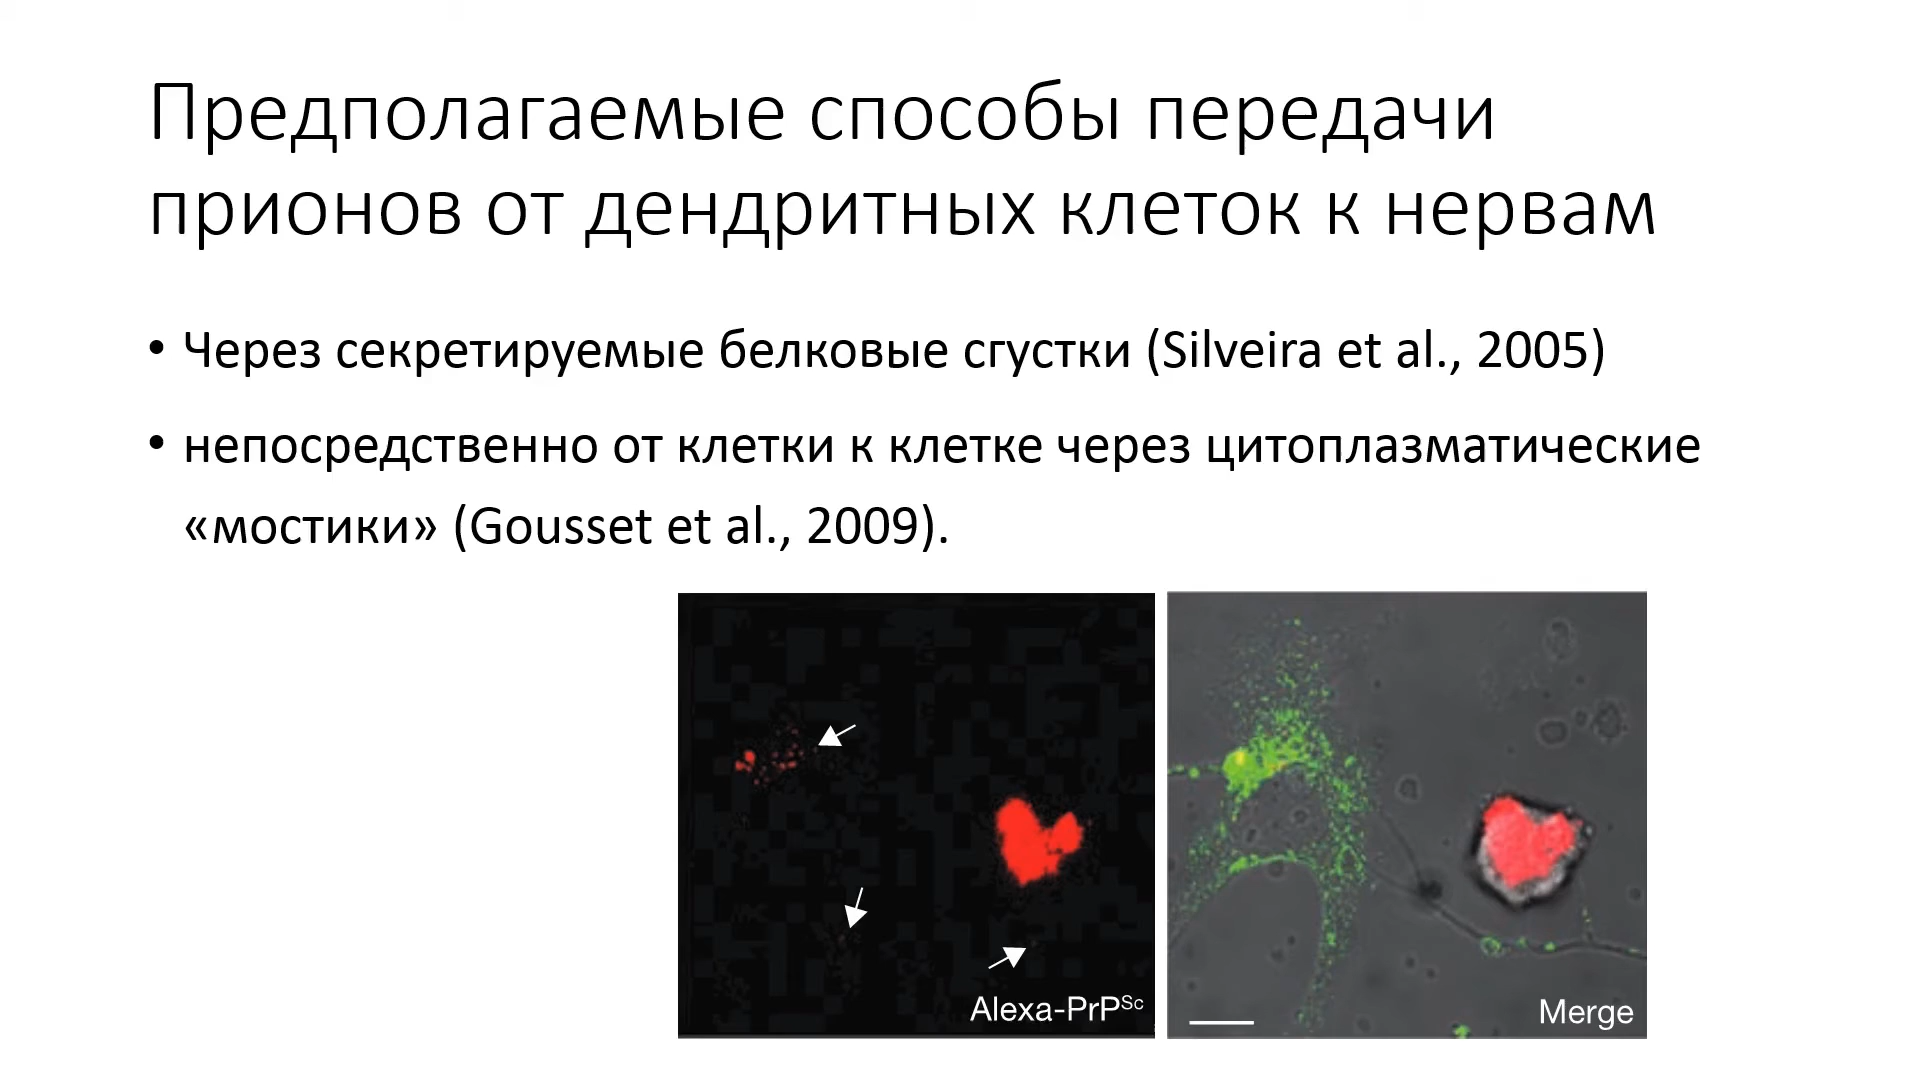 Предполагаемые способы передачи
прионов от дендритных клеток к нервам
• Через секретируемые белковые сгустки (Silveira et al., 2005)
• непосредственно от клетки к клетке через цитоплазматические
«мостики» (Gousset et al., 2009).
Alexa-PrPSc
Merge